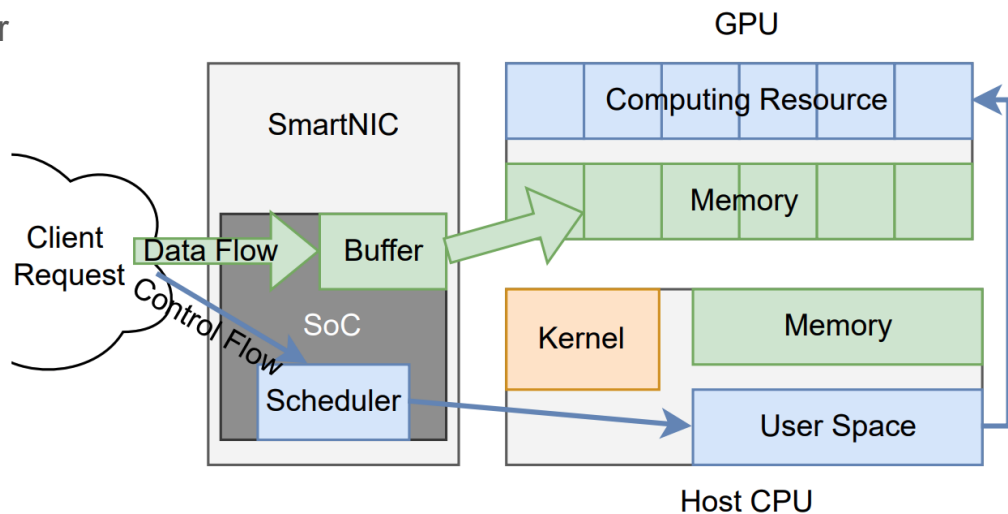 r
GPU
SmartNIC
Computing Resource
Memory
Client
Request
Data Flow
Buffer
Control Flow
SoC
Scheduler
Kernel
Memory
User Space
Host CPU